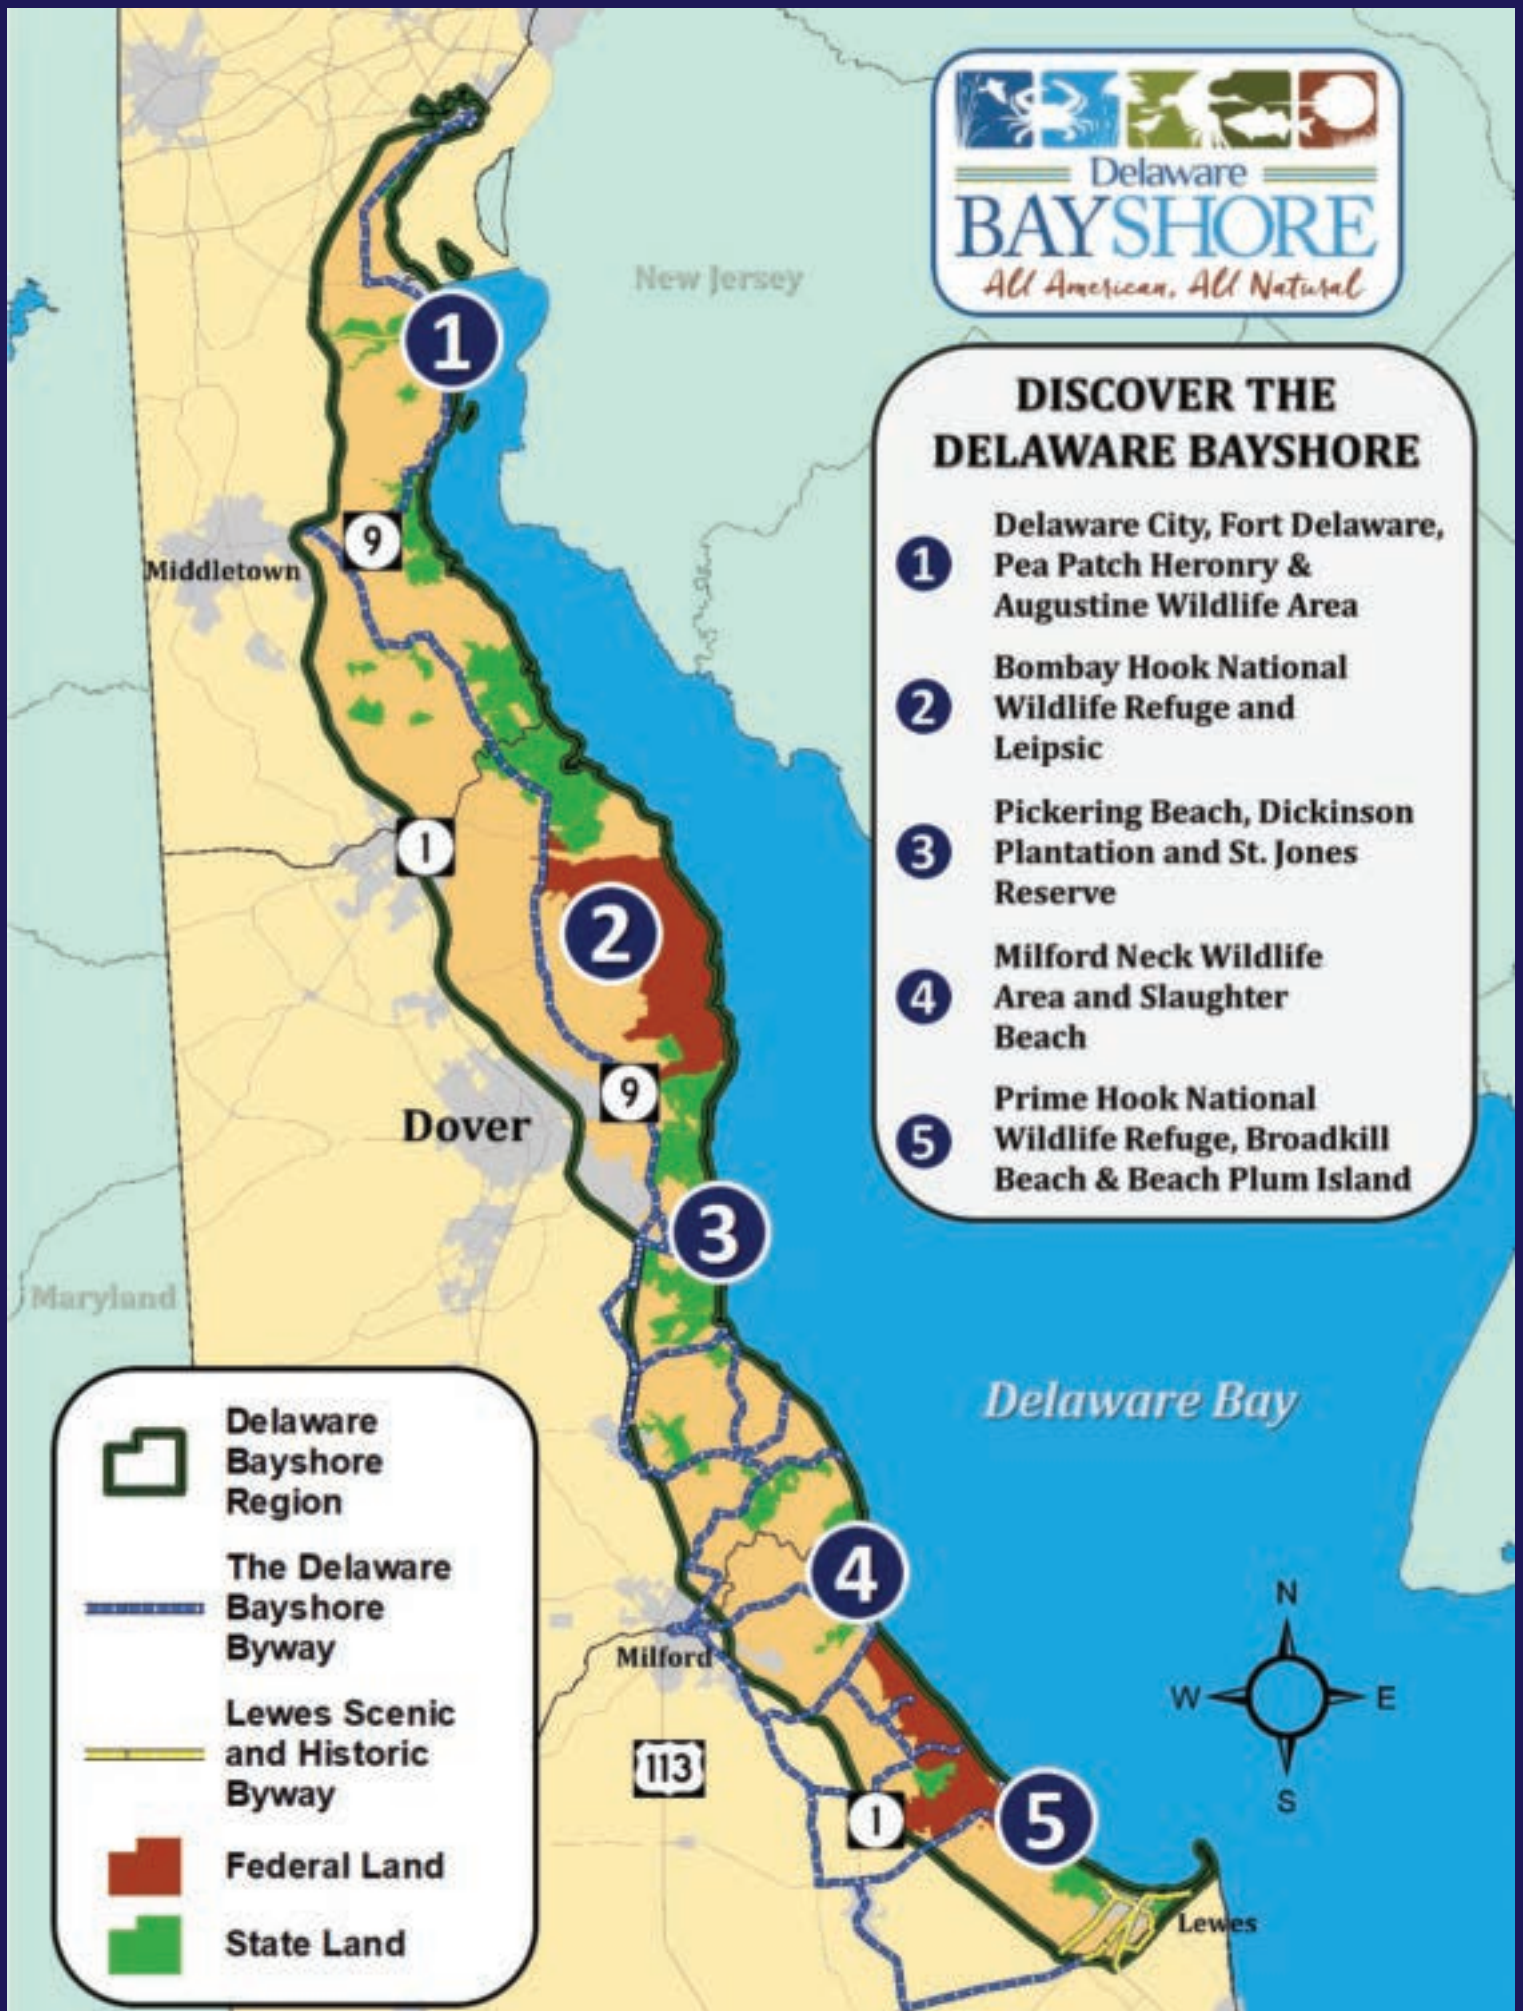 Delaware
BAYSHORE
All American, All Natural
New Jersey
DISCOVER THE
DELAWARE BAYSHORE
1
Delaware City, Fort Delaware,
Pea Patch Heronry &
Augustine Wildlife Area
2
Bombay Hook National
Wildlife Refuge and
Leipsic
3
Pickering Beach, Dickinson
Plantation and St. Jones
Reserve
4
Milford Neck Wildlife
Area and Slaughter
Beach
5
Prime Hook National
Wildlife Refuge, Broadkill
Beach & Beach Plum Island
1
9
Middletown
1
2
9
Dover
3
Maryland
Delaware Bay
4
Milford
113
1
5
Lewes
N
W
E
S
Delaware
Bayshore
Region
The Delaware
Bayshore
Byway
Lewes Scenic
and Historic
Byway
Federal Land
State Land